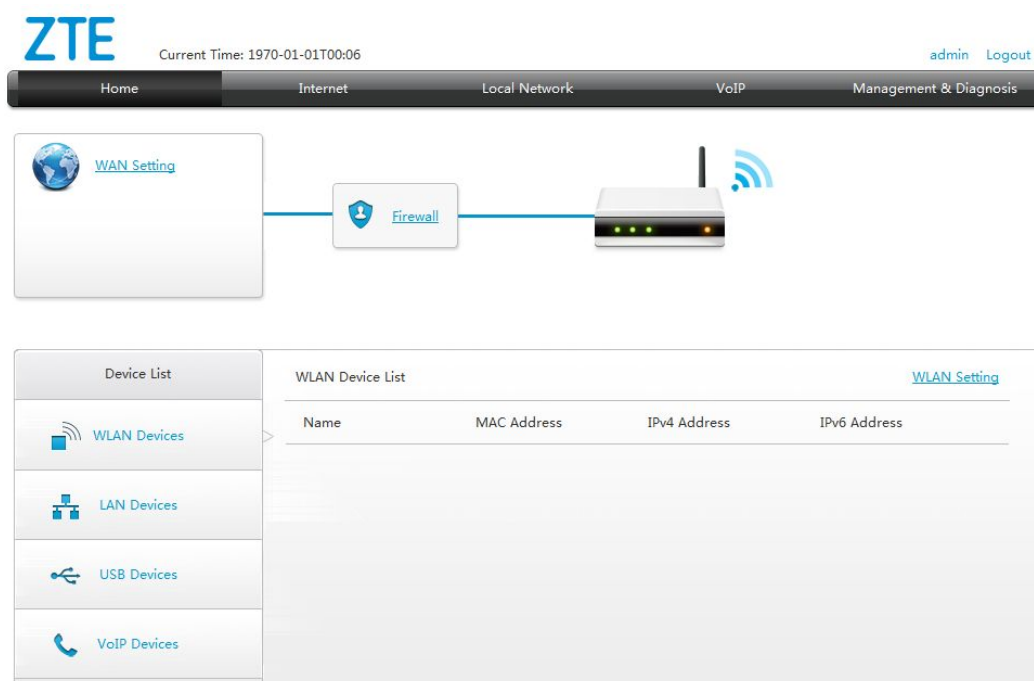 ZTE
Current Time: 1970-01-01T00:06
admin Logout
Home Internet Local Network VoIP Management & Diagnosis
WAN Setting
Firewall
Device List
WLAN Device List WLAN Setting
Name MAC Address IPv4 Address IPv6 Address
WLAN Devices
LAN Devices
USB Devices
VoIP Devices